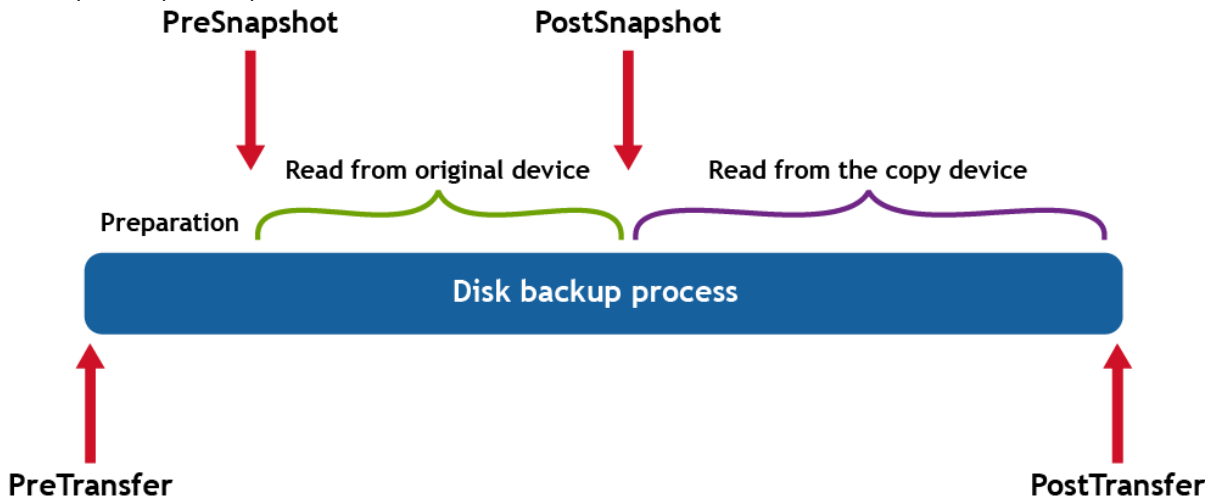 PreSnapshot
PostSnapshot
Read from original device
Read from the copy device
Preparation
Disk backup process
PreTransfer
PostTransfer